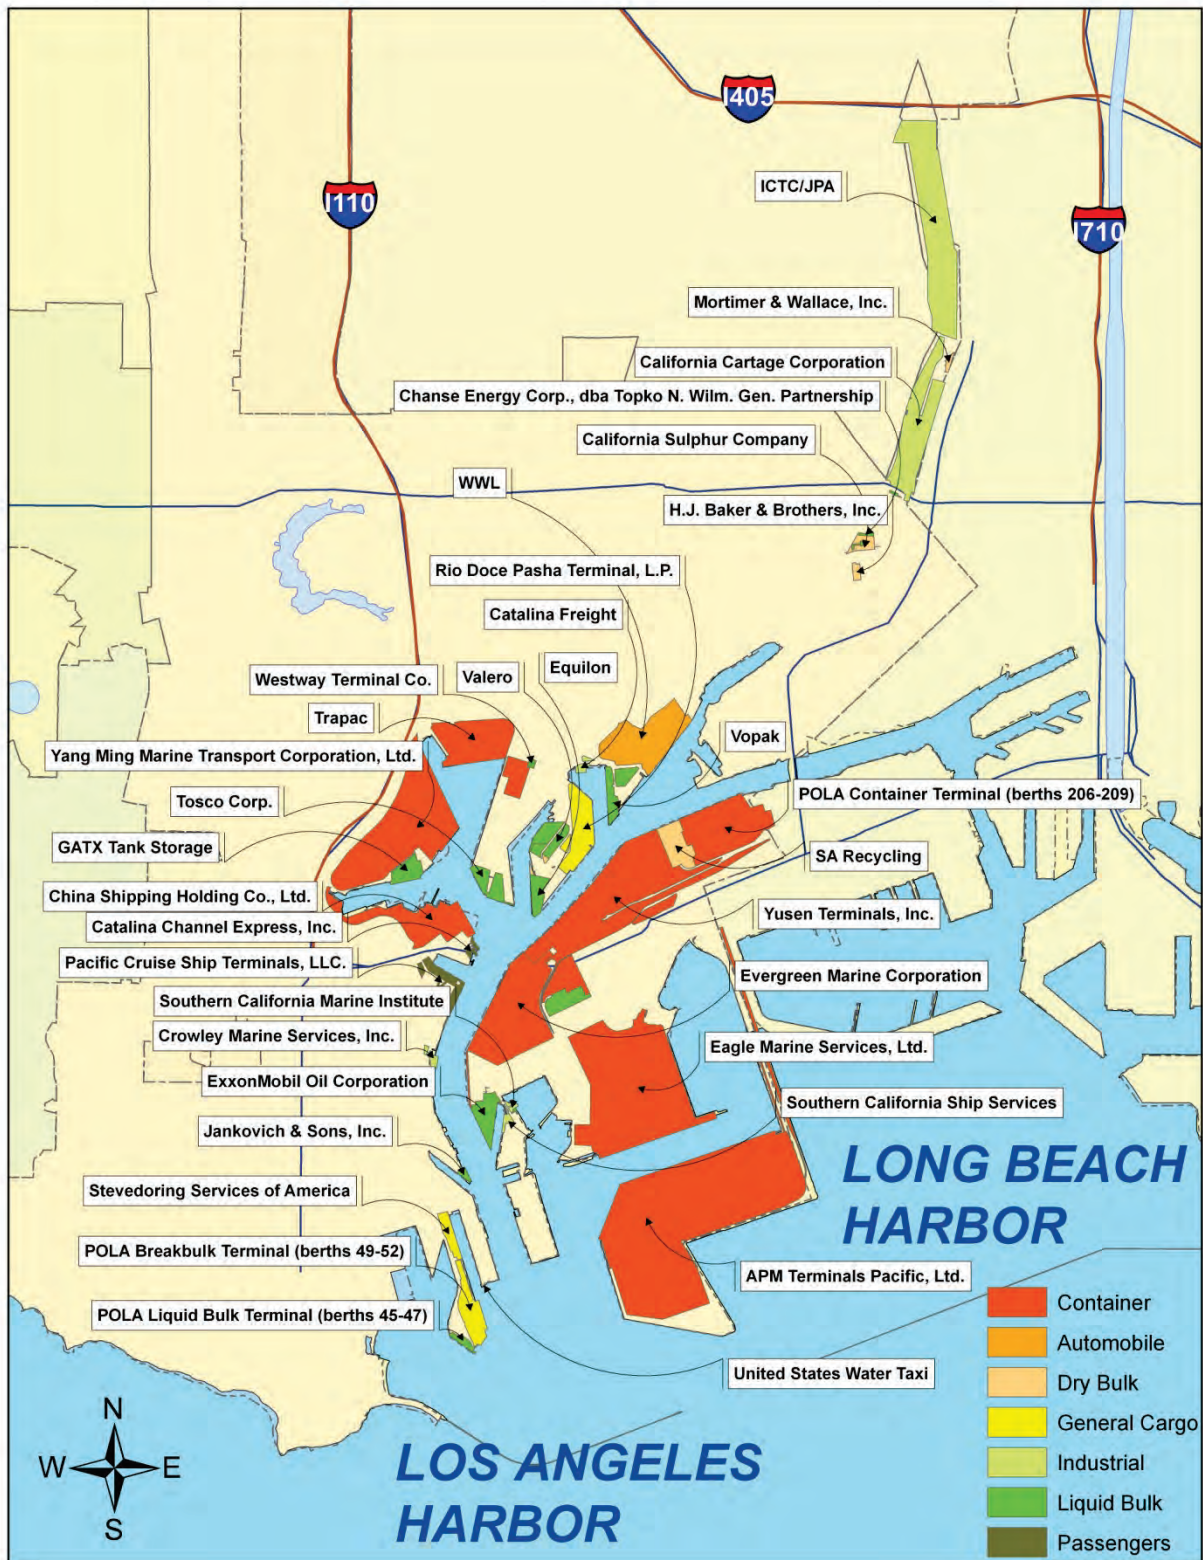 I405
ICTC/JPA
I110
I710
Mortimer & Wallace, Inc.
California Cartage Corporation
Chanse Energy Corp., dba Topko N. Wilm. Gen. Partnership
California Sulphur Company
WWL
H.J. Baker & Brothers, Inc.
Rio Doce Pasha Terminal, L.P.
Catalina Freight
Equilon
Westway Terminal Co.
Valero
Trapac
Vopak
Yang Ming Marine Transport Corporation, Ltd.
POLA Container Terminal (berths 206-209)
Tosco Corp.
GATX Tank Storage
SA Recycling
China Shipping Holding Co., Ltd.
Yusen Terminals, Inc.
Catalina Channel Express, Inc.
Pacific Cruise Ship Terminals, LLC.
Evergreen Marine Corporation
Southern California Marine Institute
Crowley Marine Services, Inc.
Eagle Marine Services, Ltd.
ExxonMobil Oil Corporation
Southern California Ship Services
Jankovich & Sons, Inc.
LONG BEACH
HARBOR
Stevedoring Services of America
POLA Breakbulk Terminal (berths 49-52)
APM Terminals Pacific, Ltd.
POLA Liquid Bulk Terminal (berths 45-47)
United States Water Taxi
Container
Automobile
Dry Bulk
General Cargo
Industrial
Liquid Bulk
Passengers
N
W
E
S
LOS ANGELES
HARBOR